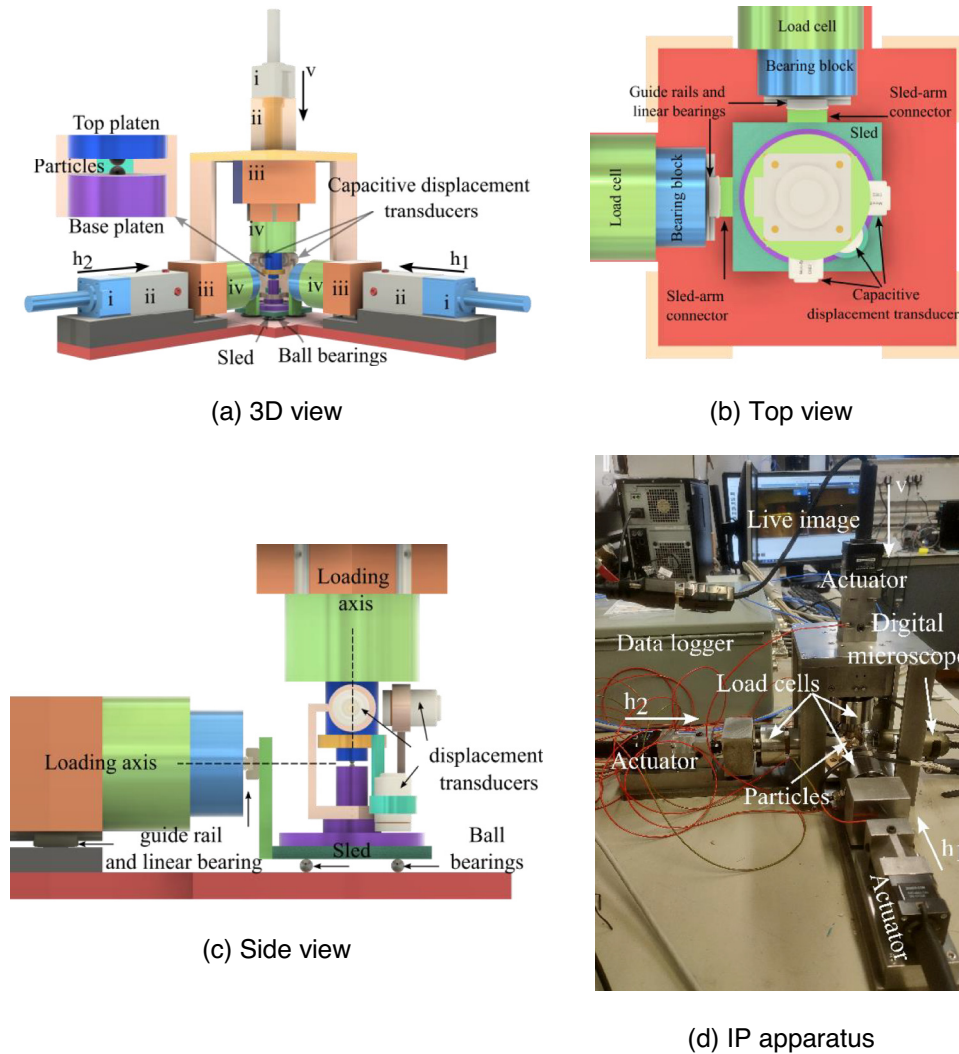 i
v
ii
Top platen
Particles
Base platen
iii
Capacitive displacement
transducers
iv
h2
h1
i
ii
iii
iv
iv
iii
ii
i
Sled
Ball bearings
(a) 3D view
Load cell
Bearing block
Guide rails and
linear bearings
Sled-arm
connector
Sled
Load cell
Bearing block
Sled-arm
connector
Capacitive
displacement transducer
(b) Top view
Loading
axis
Loading axis
displacement
transducers
guide rail
and linear bearing
Sled
Ball
bearings
(c) Side view
v
Live image
Actuator
Digital
microscope
Data logger
Load cells
h2
Actuator
Particles
h
Actuator
(d) IP apparatus